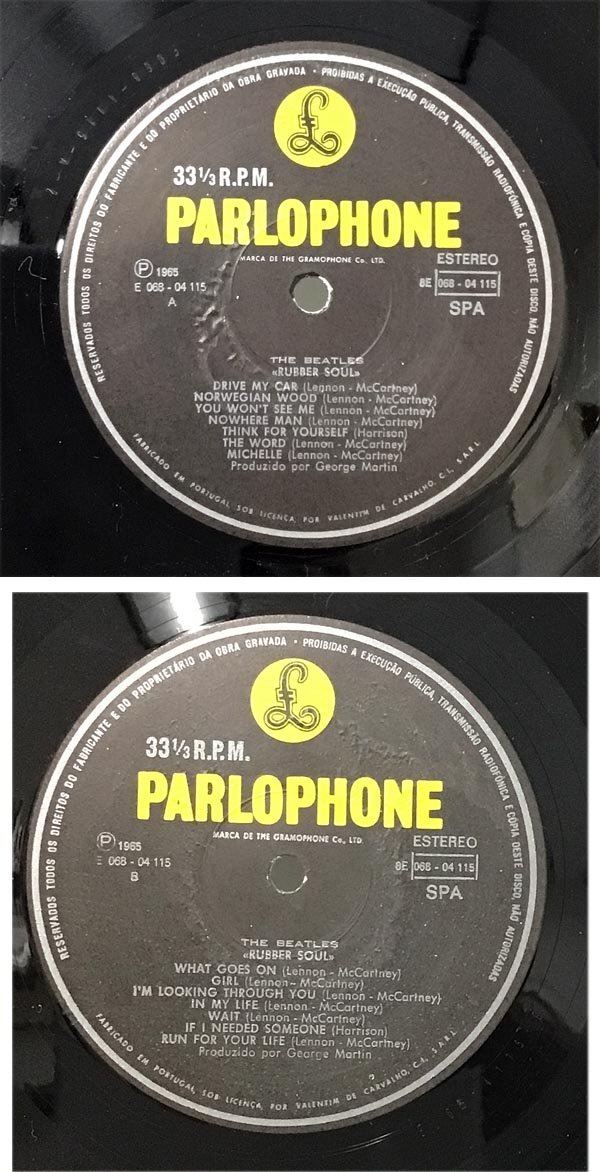 RESERVADOS TODOS OS DIREITOS DO FABRICANTE E DO PROPRIETÁRIO DA OBRA GRAVADA • PROIBIDAS A EXECUÇÃO PÚBLICA, TRANSMISSÃO RADIOFÓNICA E CÓPIA DESTE DISCO, NÃO AUTORIZADAS
£
33 1/3 R.P.M.
PARLOPHONE
MARCA DE THE GRAMOPHONE Co. LTD.
Ⓟ 1965
E 068 - 04 115
A
ESTEREO
8E 068 - 04 115
SPA
THE BEATLES
«RUBBER SOUL»
DRIVE MY CAR (Lennon - McCartney)
NORWEGIAN WOOD (Lennon - McCartney)
YOU WON'T SEE ME (Lennon - McCartney)
NOWHERE MAN (Lennon - McCartney)
THINK FOR YOURSELF (Harrison)
THE WORD (Lennon - McCartney)
MICHELLE (Lennon - McCartney)
Produzido por George Martin
FABRICADO EM PORTUGAL, SOB LICENÇA, POR VALENTIM DE CARVALHO, C.I., S.A.R.L.
RESERVADOS TODOS OS DIREITOS DO FABRICANTE E DO PROPRIETÁRIO DA OBRA GRAVADA • PROIBIDAS A EXECUÇÃO PÚBLICA, TRANSMISSÃO RADIOFÓNICA E CÓPIA DESTE DISCO, NÃO AUTORIZADAS
£
33 1/3 R.P.M.
PARLOPHONE
MARCA DE THE GRAMOPHONE Co. LTD.
Ⓟ 1965
E 068 - 04 115
B
ESTEREO
8E 068 - 04 115
SPA
THE BEATLES
«RUBBER SOUL»
WHAT GOES ON (Lennon - McCartney)
GIRL (Lennon - McCartney)
I'M LOOKING THROUGH YOU (Lennon - McCartney)
IN MY LIFE (Lennon - McCartney)
WAIT (Lennon - McCartney)
IF I NEEDED SOMEONE (Harrison)
RUN FOR YOUR LIFE (Lennon - McCartney)
Produzido por George Martin
FABRICADO EM PORTUGAL, SOB LICENÇA, POR VALENTIM DE CARVALHO, C.I., S.A.R.L.